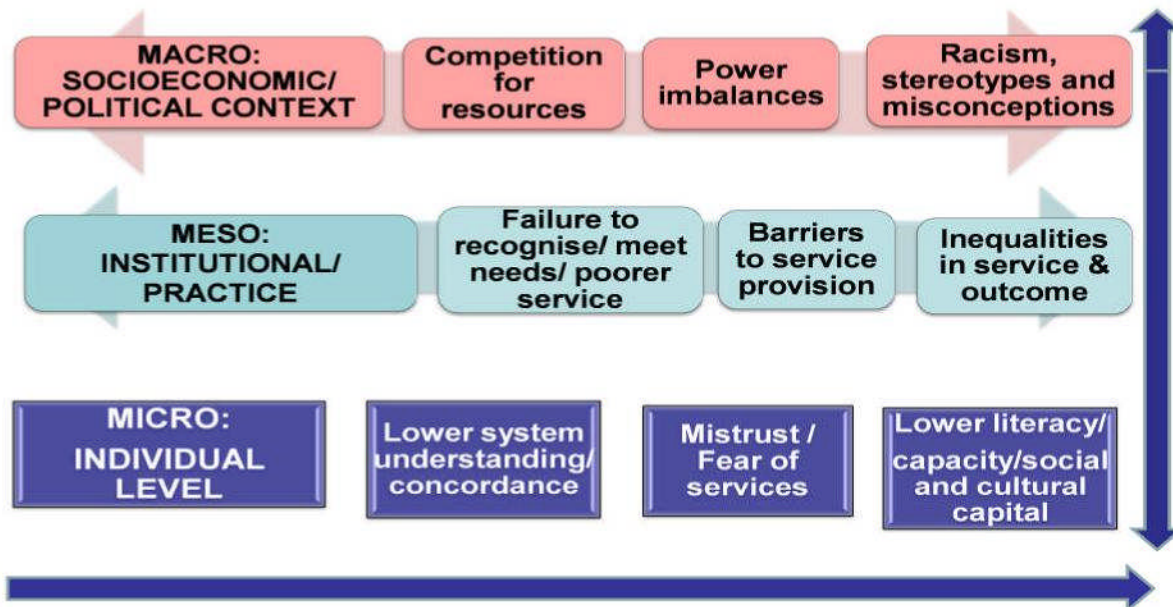 MACRO:
SOCIOECONOMIC/
POLITICAL CONTEXT
Competition
for
resources
Power
imbalances
Racism,
stereotypes and
misconceptions
MESO:
INSTITUTIONAL/
PRACTICE
Failure to
recognise/ meet
needs/ poorer
service
Barriers
to service
provision
Inequalities
in service &
outcome
MICRO:
INDIVIDUAL
LEVEL
Lower system
understanding/
concordance
Mistrust /
Fear of
services
Lower literacy/
capacity/social
and cultural
capital